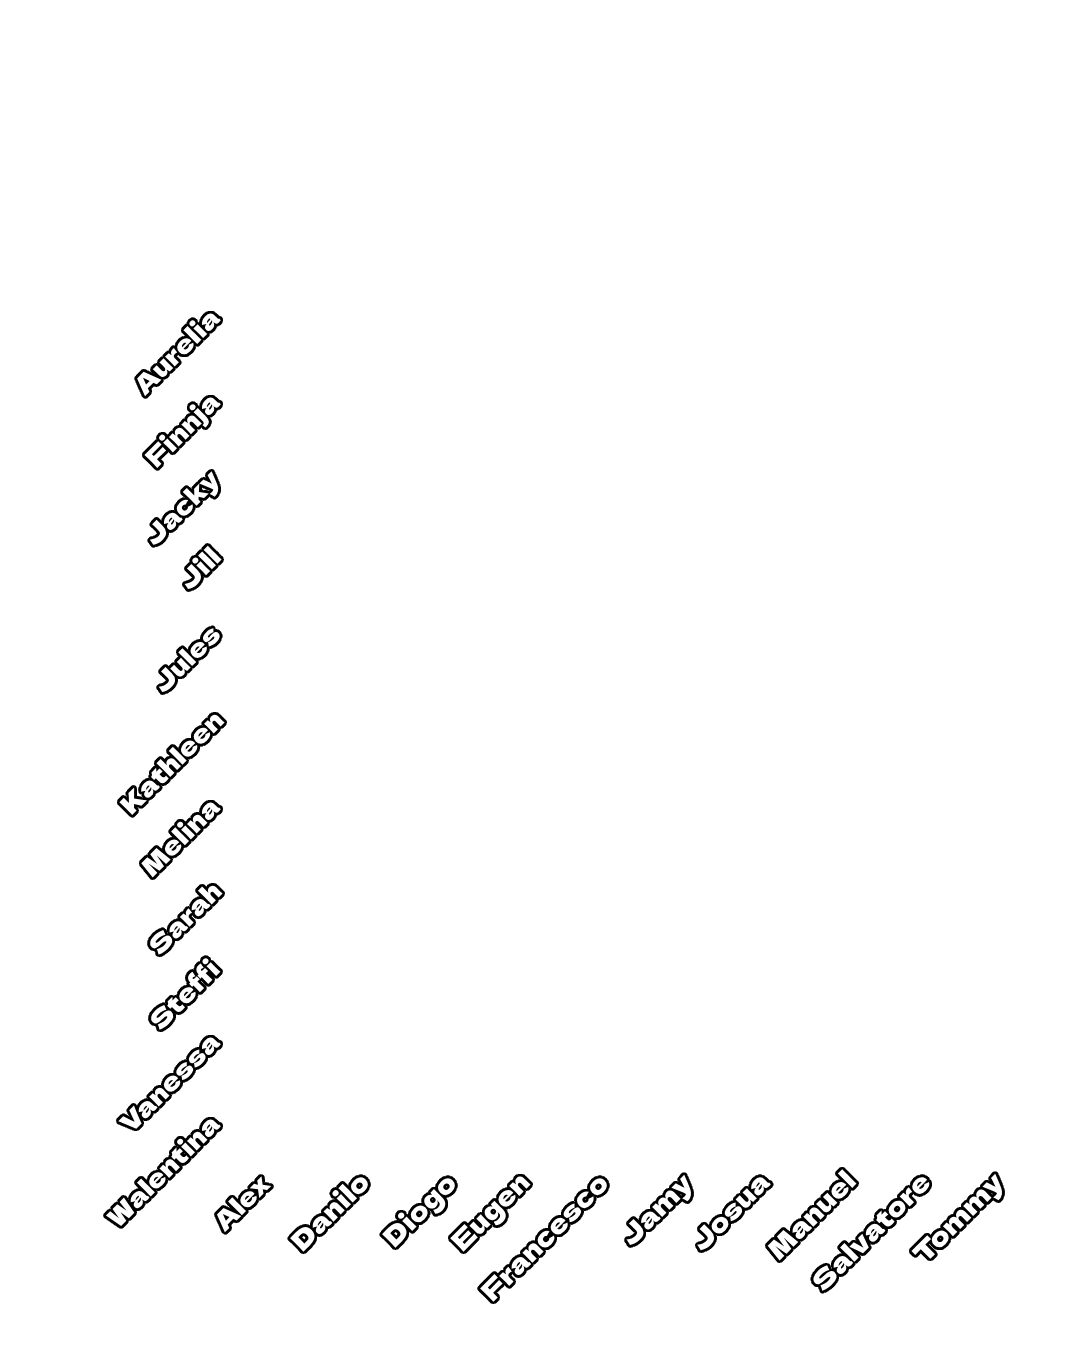 Aurelia
Finnja
Jacky
Jill
Jules
Kathleen
Melina
Sarah
Steffi
Vanessa
Walentina
Alex
Danilo
Diogo
Eugen
Francesco
Jamy
Josua
Manuel
Salvatore
Tommy